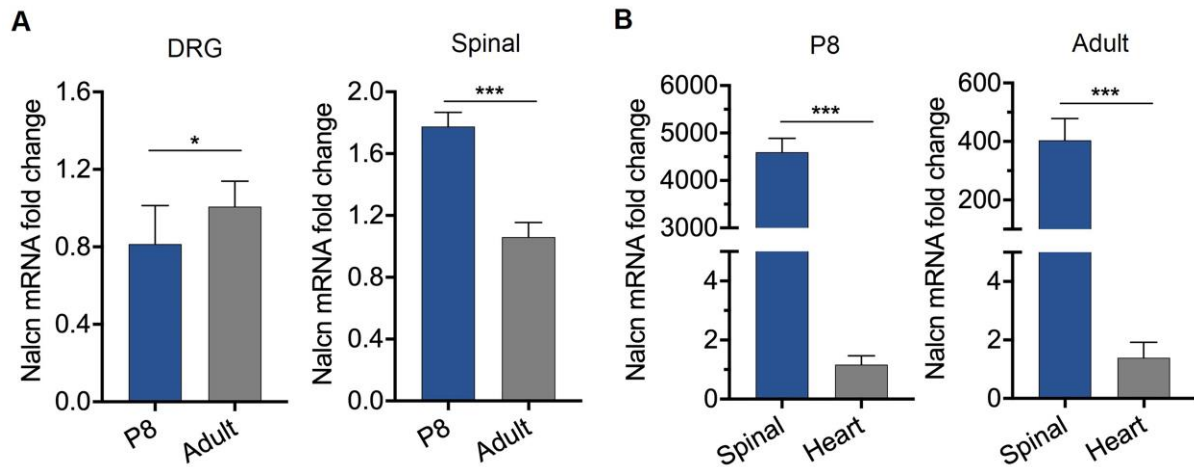 A
DRG
Nalcn mRNA fold change
1.6
1.2
0.8
0.4
0.0
*
P8
Adult
Spinal
Nalcn mRNA fold change
2.0
1.6
1.2
0.8
0.4
0.0
***
P8
Adult
B
P8
Nalcn mRNA fold change
6000
5000
4000
3000
4
2
0
***
Spinal
Heart
Adult
Nalcn mRNA fold change
600
400
200
4
2
0
***
Spinal
Heart